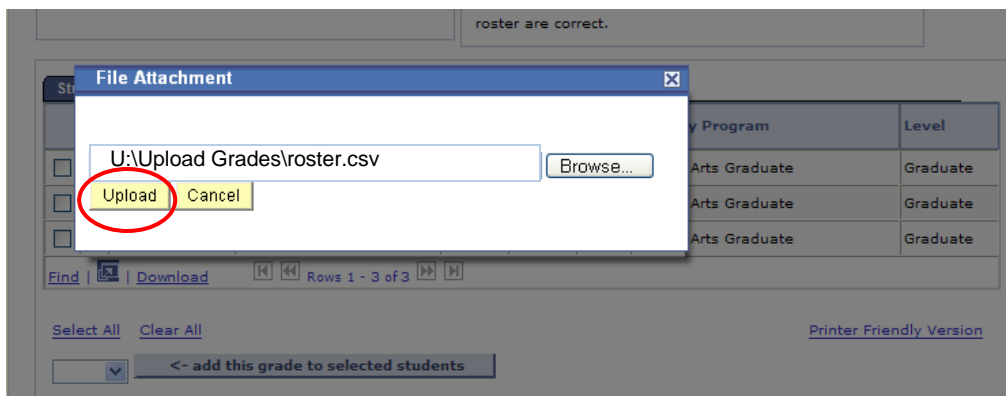 roster are correct.
File Attachment
St
y Program
Level
U:\Upload Grades\roster.csv
Browse...
Arts Graduate
Graduate
Upload
Cancel
Arts Graduate
Graduate
Arts Graduate
Graduate
Find | | Download
Rows 1 - 3 of 3
Select All
Clear All
Printer Friendly Version
<- add this grade to selected students